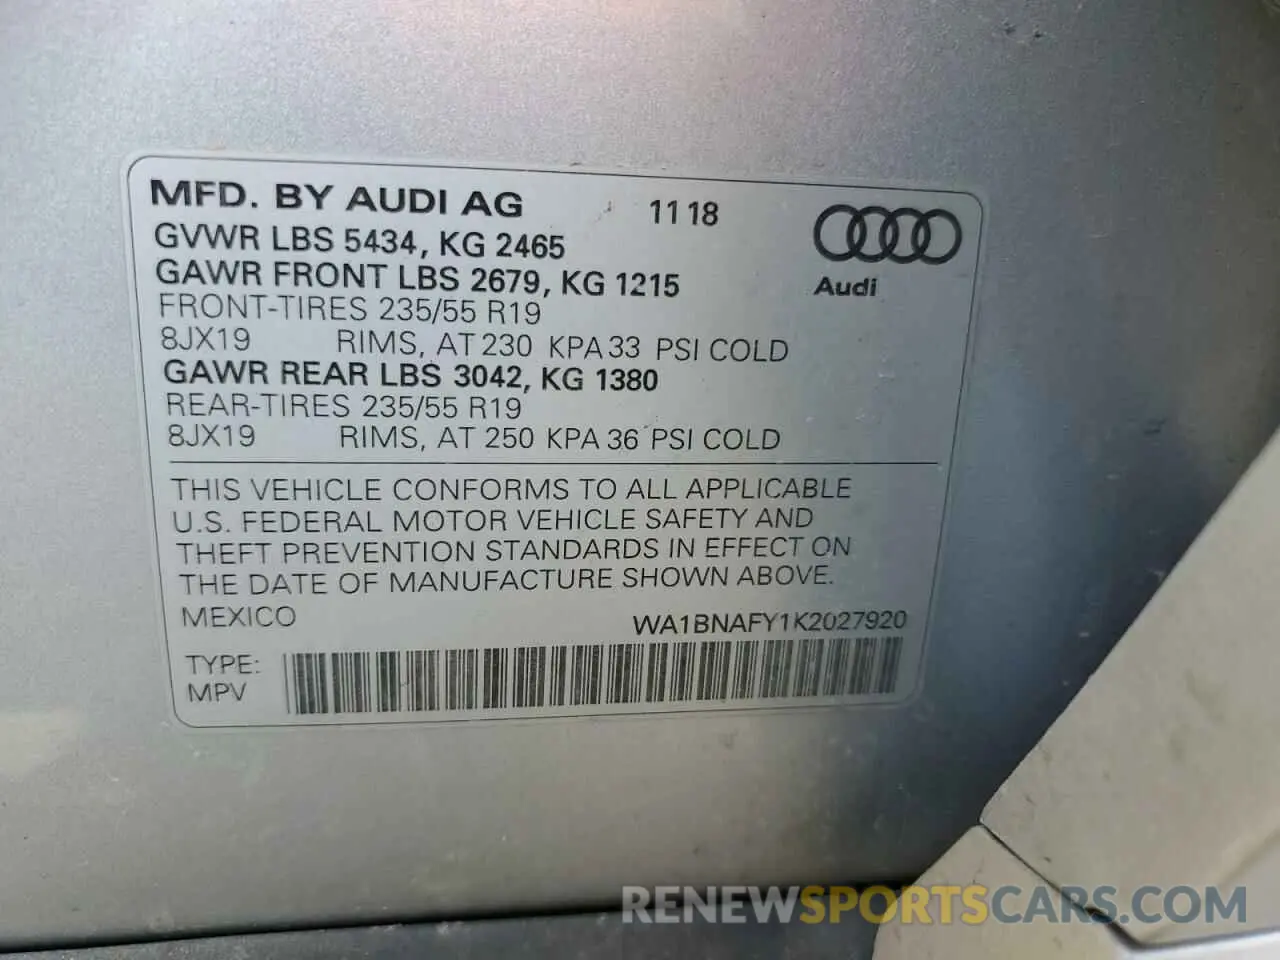 MFD. BY AUDI AG 11 18
GVWR LBS 5434, KG 2465
GAWR FRONT LBS 2679, KG 1215
Audi
FRONT-TIRES 235/55 R19
8JX19 RIMS, AT 230 KPA 33 PSI COLD
GAWR REAR LBS 3042, KG 1380
REAR-TIRES 235/55 R19
8JX19 RIMS, AT 250 KPA 36 PSI COLD
THIS VEHICLE CONFORMS TO ALL APPLICABLE
U.S. FEDERAL MOTOR VEHICLE SAFETY AND
THEFT PREVENTION STANDARDS IN EFFECT ON
THE DATE OF MANUFACTURE SHOWN ABOVE.
MEXICO WA1BNAFY1K2027920
TYPE:
MPV
RENEWSPORTSCARS.COM